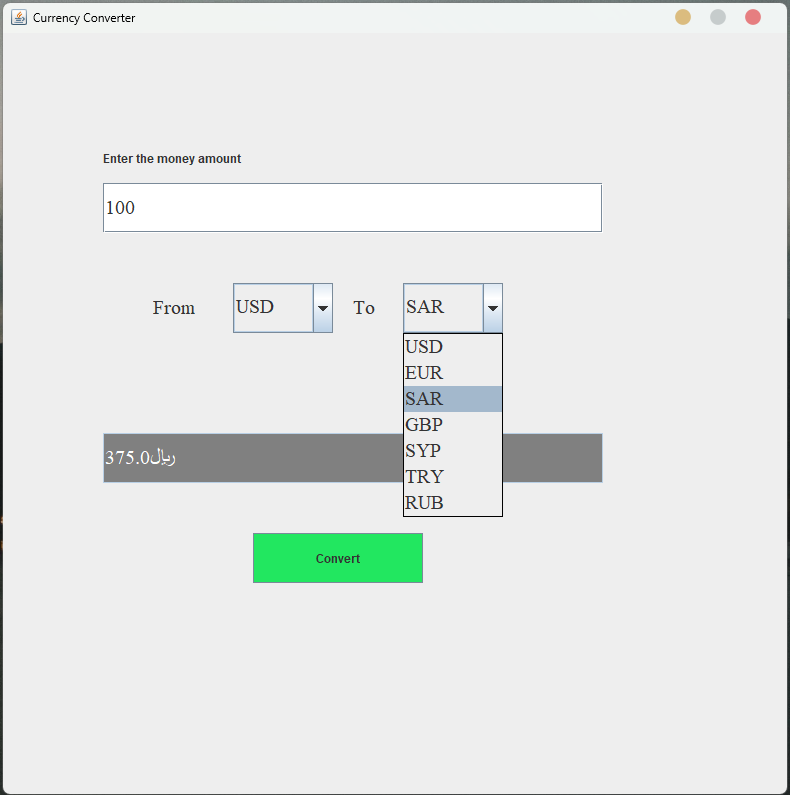 Currency Converter
Enter the money amount
100
From USD To SAR
USD
EUR
SAR
GBP
SYP
TRY
RUB
375.0ريال
Convert